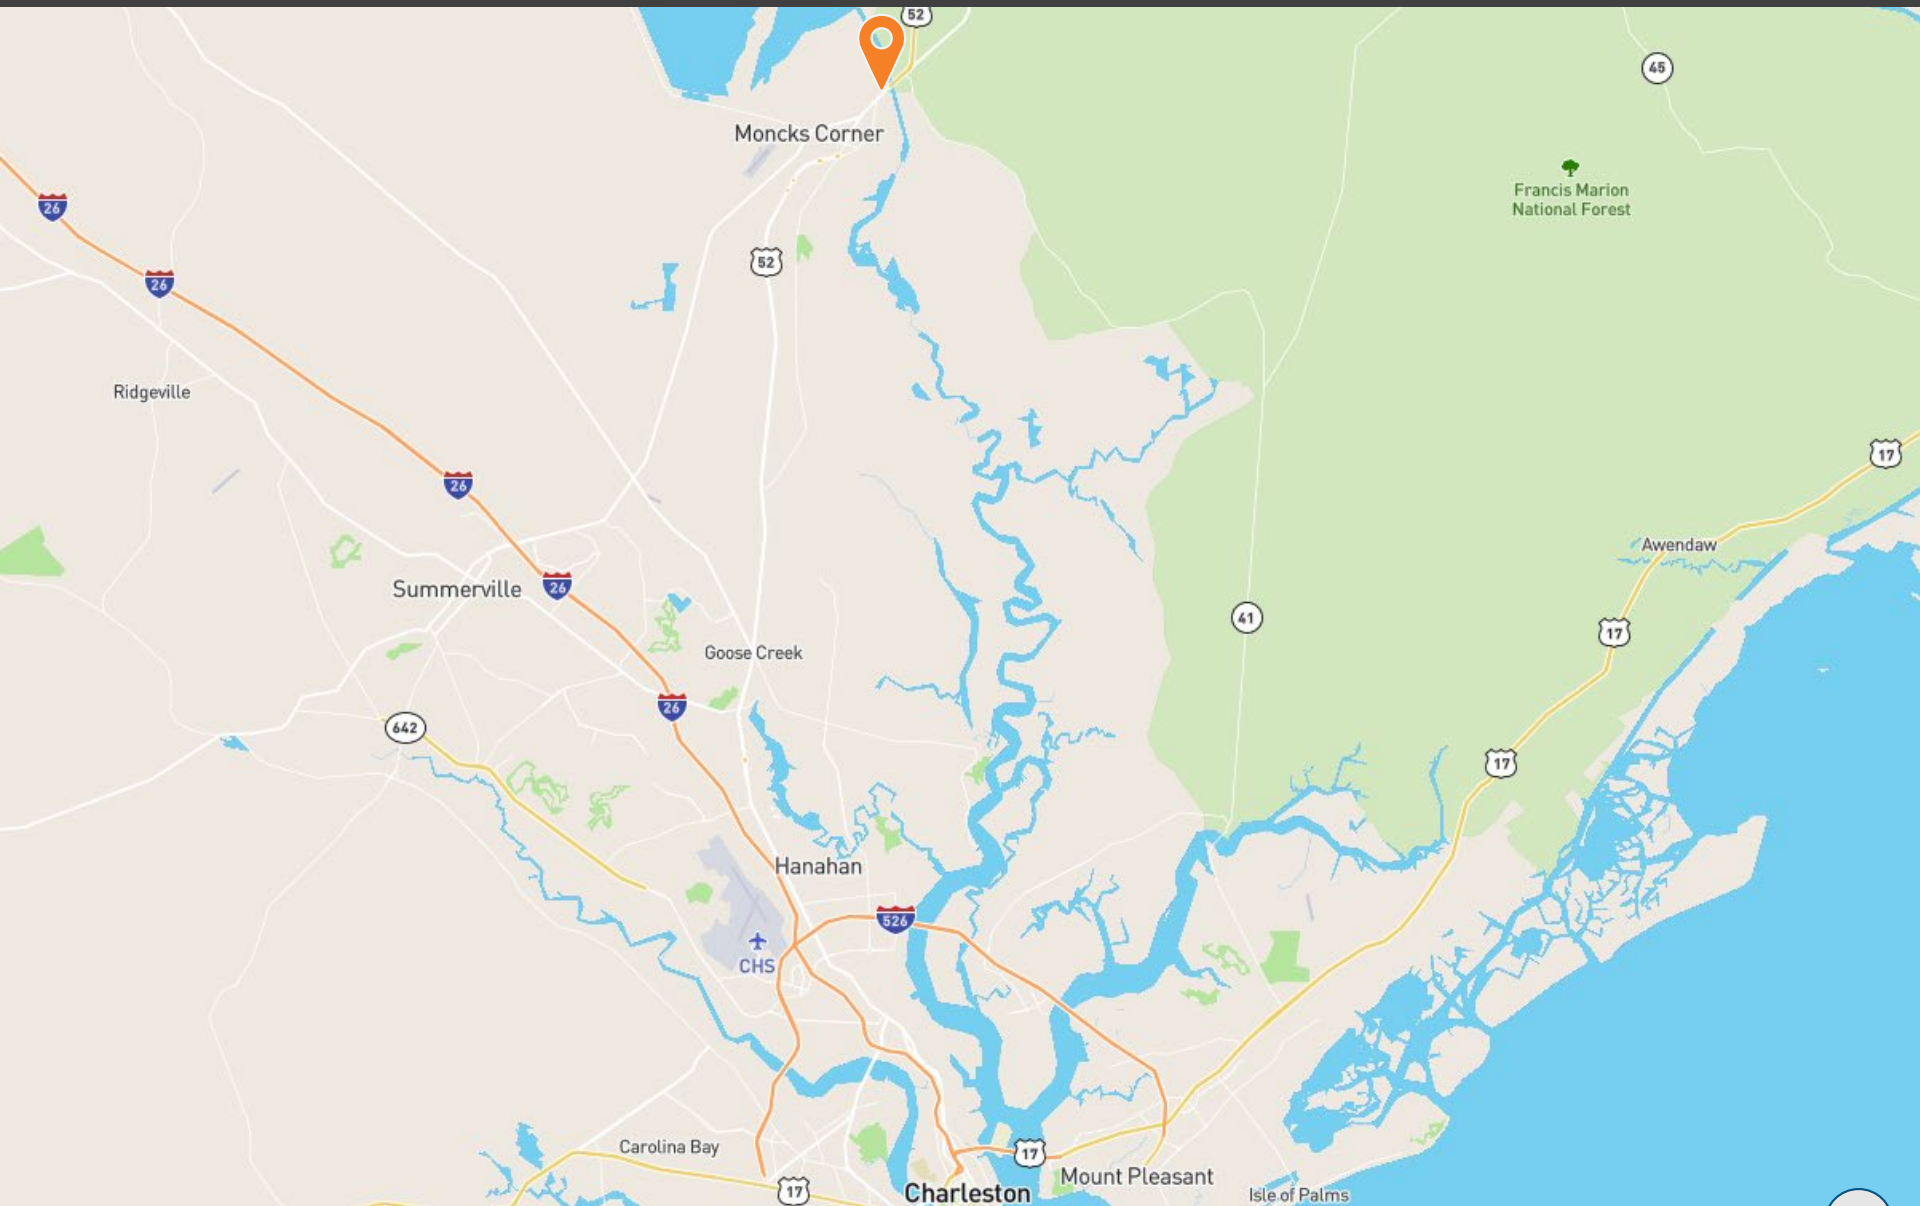 52
45
Moncks Corner
Francis Marion
National Forest
26
52
26
Ridgeville
17
26
Awendaw
26
Summerville
41
17
Goose Creek
26
642
17
Hanahan
526
CHS
Carolina Bay
17
Mount Pleasant
17
Charleston
Isle of Palms